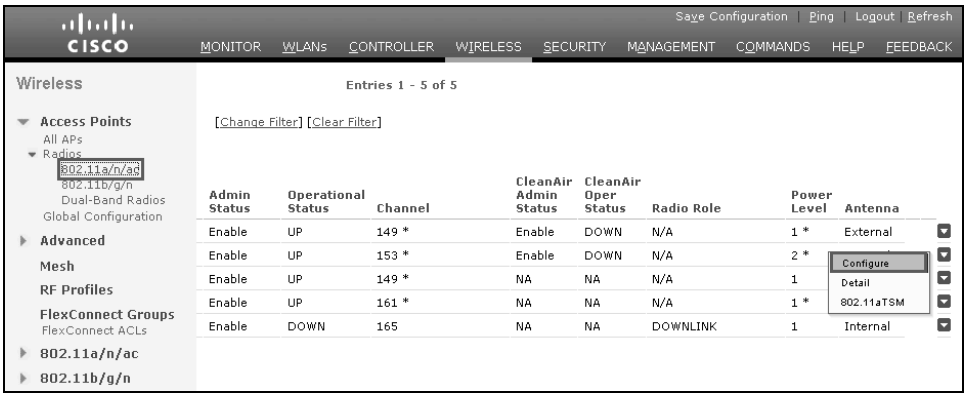 Save Configuration | Ping | Logout | Refresh
CISCO
MONITOR WLANs CONTROLLER WIRELESS SECURITY MANAGEMENT COMMANDS HELP FEEDBACK
Wireless
Access Points
All APs
Radios
802.11a/n/ac
802.11b/g/n
Dual-Band Radios
Global Configuration
Advanced
Mesh
RF Profiles
FlexConnect Groups
FlexConnect ACLs
802.11a/n/ac
802.11b/g/n
Entries 1 - 5 of 5
[Change Filter] [Clear Filter]
Admin Status Operational Status Channel CleanAir Admin Status CleanAir Oper Status Radio Role Power Level Antenna
Enable UP 149 * Enable DOWN N/A 1 * External
Enable UP 153 * Enable DOWN N/A 2 *
Enable UP 149 * NA NA N/A 1
Enable UP 161 * NA NA N/A 1 *
Enable DOWN 165 NA NA DOWNLINK 1 Internal
Configure
Detail
802.11aTSM